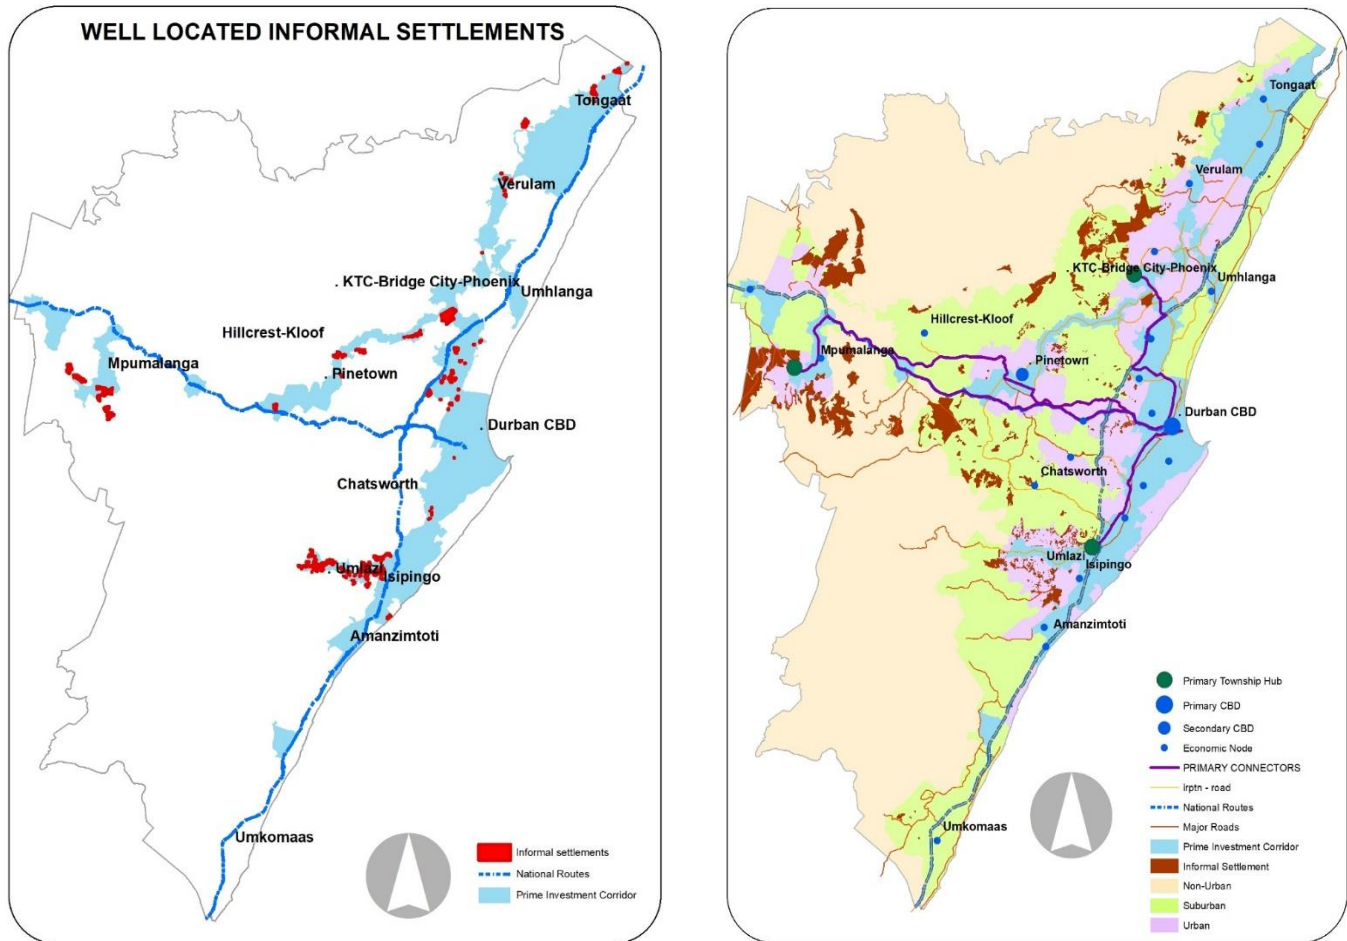 WELL LOCATED INFORMAL SETTLEMENTS
Tongaat
Verulam
KTC-Bridge City-Phoenix
Umhlanga
Hillcrest-Kloof
Mpumalanga
Pinetown
Durban CBD
Chatsworth
Umlazi
Isipingo
Amanzimtoti
Umkomaas
Informal settlements
National Routes
Prime Investment Corridor
Tongaat
Verulam
KTC-Bridge City-Phoenix
Umhlanga
Hillcrest-Kloof
Mpumalanga
Pinetown
Durban CBD
Chatsworth
Umlazi
Isipingo
Amanzimtoti
Umkomaas
Primary Township Hub
Primary CBD
Secondary CBD
Economic Node
PRIMARY CONNECTORS
irptn - road
National Routes
Major Roads
Prime Investment Corridor
Informal Settlement
Non-Urban
Suburban
Urban